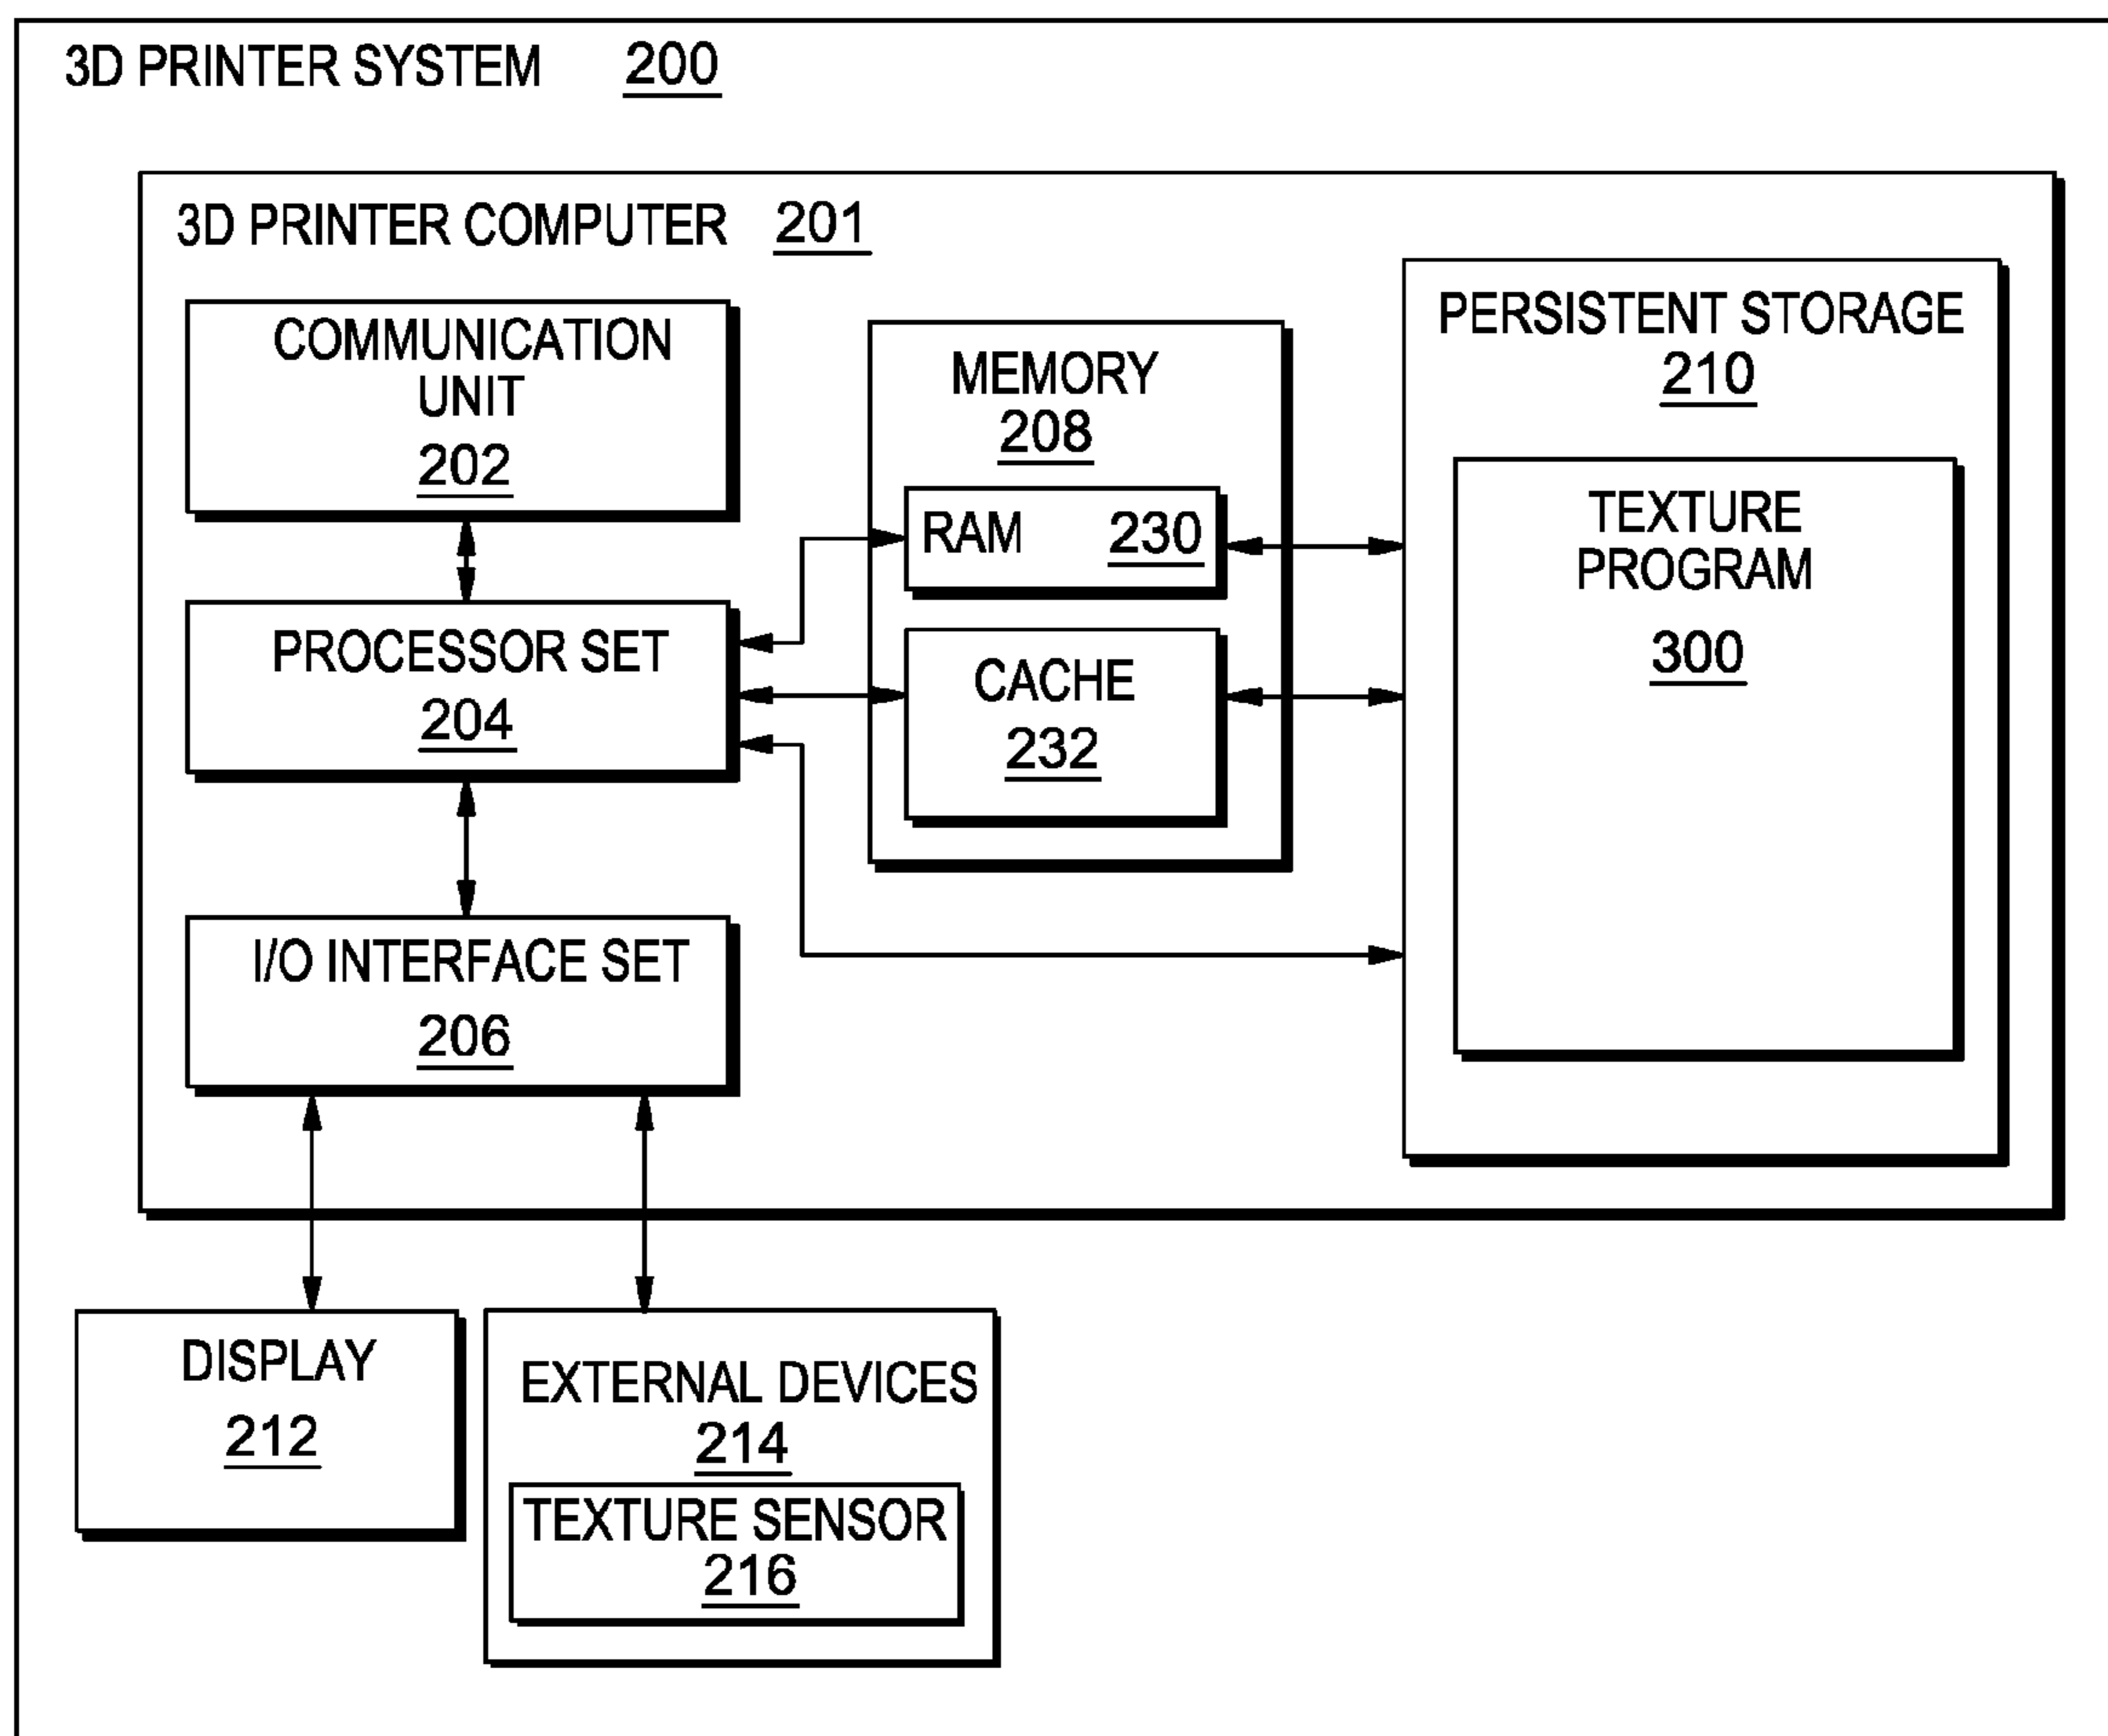 3D PRINTER SYSTEM 200
3D PRINTER COMPUTER 201
COMMUNICATION
UNIT
202
PROCESSOR SET
204
I/O INTERFACE SET
206
MEMORY
208
RAM 230
CACHE
232
PERSISTENT STORAGE
210
TEXTURE
PROGRAM
300
DISPLAY
212
EXTERNAL DEVICES
214
TEXTURE SENSOR
216